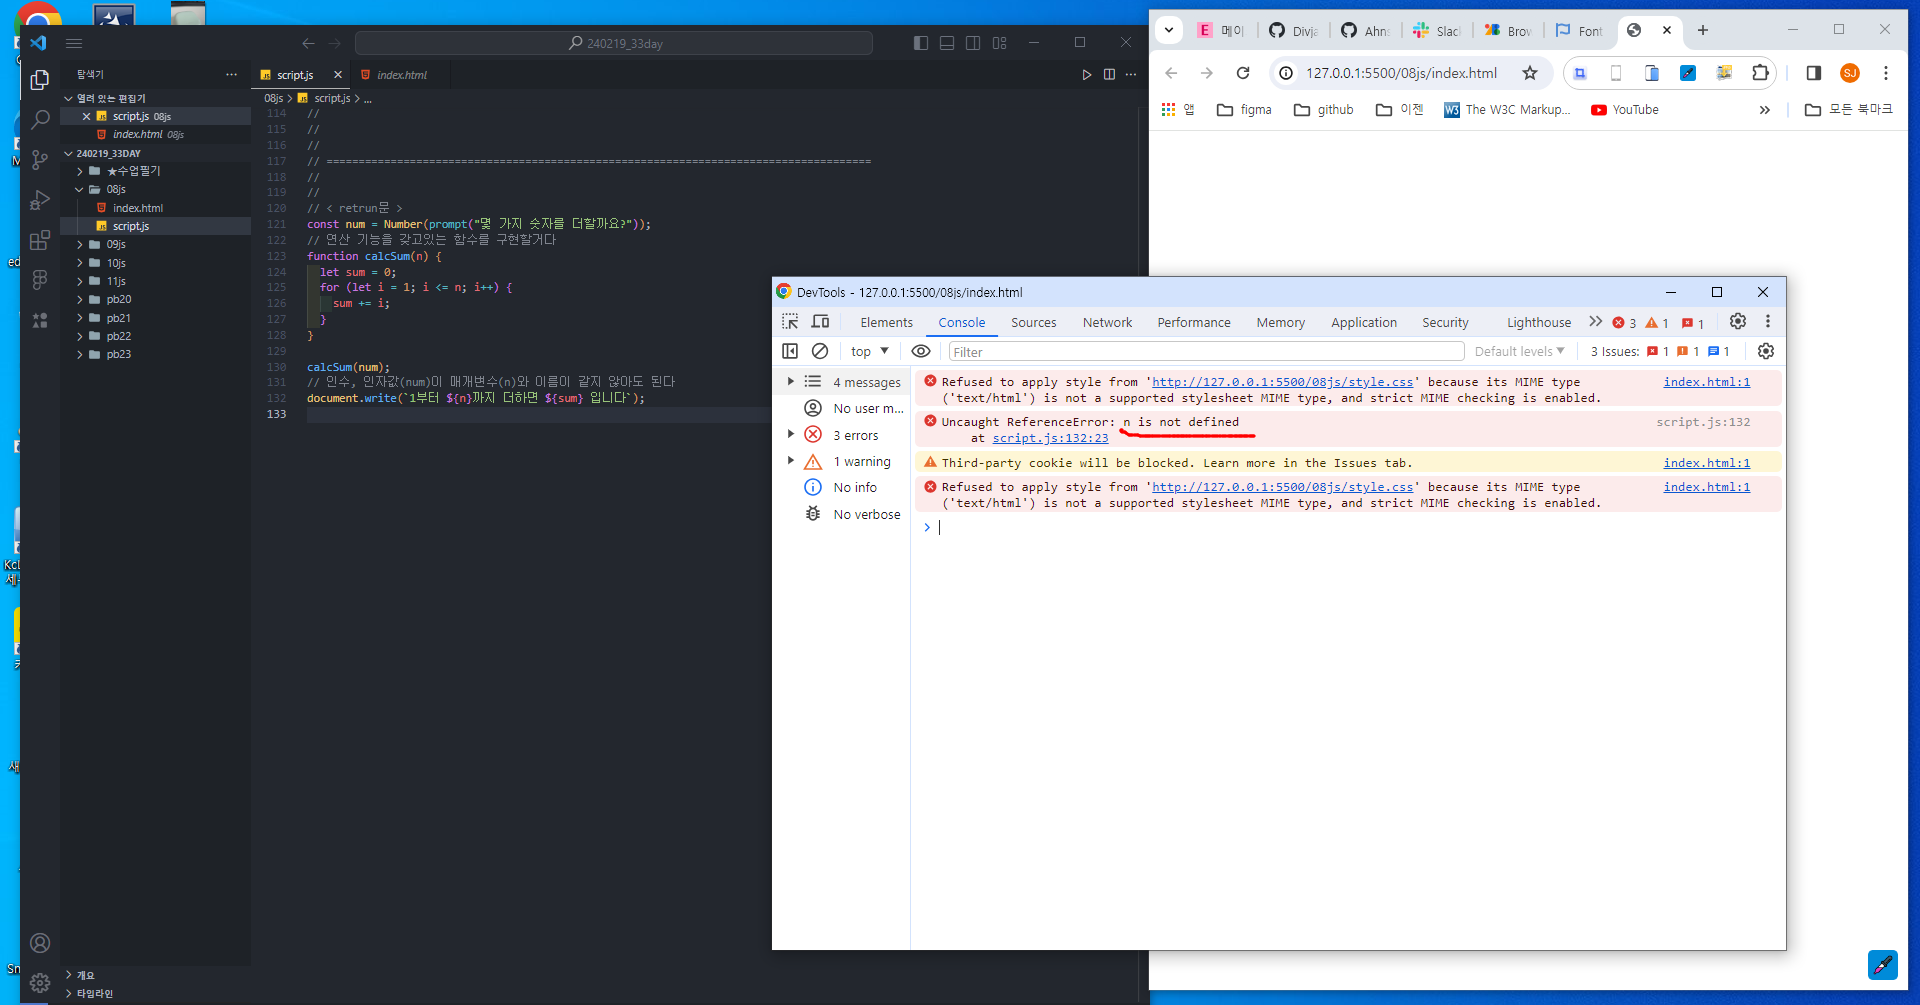 240219_33day
탐색기
script.js
index.html
열려 있는 편집기
script.js 08js
index.html 08js
240219_33DAY
★수업필기
08js
index.html
script.js
09js
10js
11js
pb20
pb21
pb22
pb23
개요
타임라인
08js > script.js > ...
114 //
115 //
116 //
117 // =====================================================================================
118 //
119 //
120 // < retrun문 >
121 const num = Number(prompt("몇 가지 숫자를 더할까요?"));
122 // 연산 기능을 갖고있는 함수를 구현할거다
123 function calcSum(n) {
124 let sum = 0;
125 for (let i = 1; i <= n; i++) {
126 sum += i;
127 }
128 }
129
130 calcSum(num);
131 // 인수, 인자값(num)이 매개변수(n)와 이름이 같지 않아도 된다
132 document.write(`1부터 ${n}까지 더하면 ${sum} 입니다`);
133
메이
Divja
Ahns
Slac
Brow
Font
127.0.0.1:5500/08js/index.html
SJ
앱
figma
github
이젠
The W3C Markup...
YouTube
모든 북마크
DevTools - 127.0.0.1:5500/08js/index.html
Elements Console Sources Network Performance Memory Application Security Lighthouse 3 1 1
top Filter Default levels 3 Issues: 1 1 1
4 messages
No user m...
3 errors
1 warning
No info
No verbose
Refused to apply style from 'http://127.0.0.1:5500/08js/style.css' because its MIME type index.html:1
('text/html') is not a supported stylesheet MIME type, and strict MIME checking is enabled.
Uncaught ReferenceError: n is not defined script.js:132
at script.js:132:23
Third-party cookie will be blocked. Learn more in the Issues tab. index.html:1
Refused to apply style from 'http://127.0.0.1:5500/08js/style.css' because its MIME type index.html:1
('text/html') is not a supported stylesheet MIME type, and strict MIME checking is enabled.